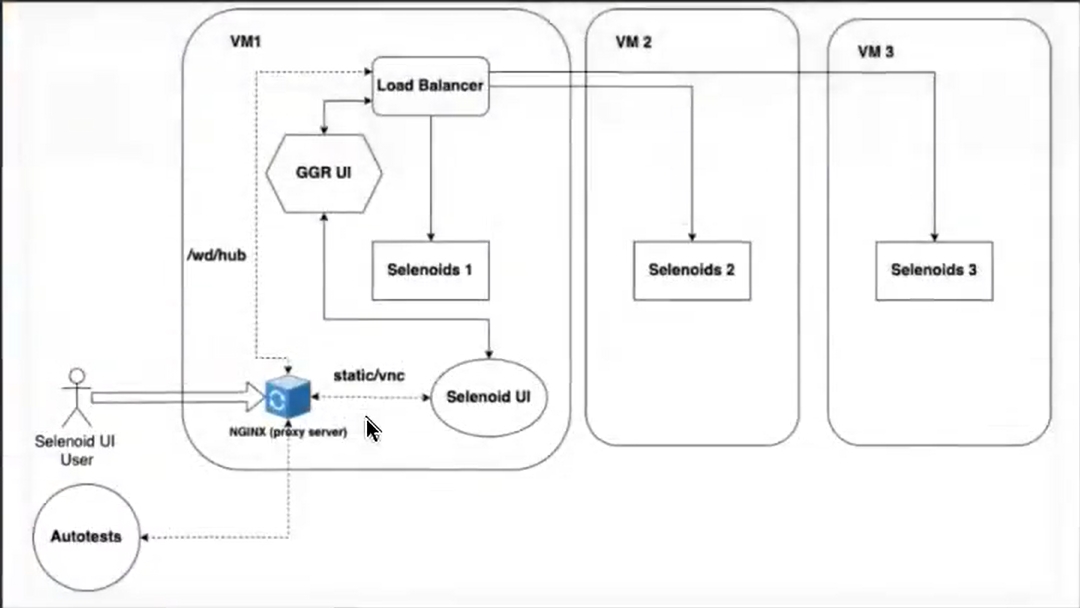 VM1
VM 2
VM 3
Load Balancer
GGR UI
/wd/hub
Selenoids 1
Selenoids 2
Selenoids 3
static/vnc
Selenoid UI
NGINX (proxy server)
Selenoid UI
User
Autotests